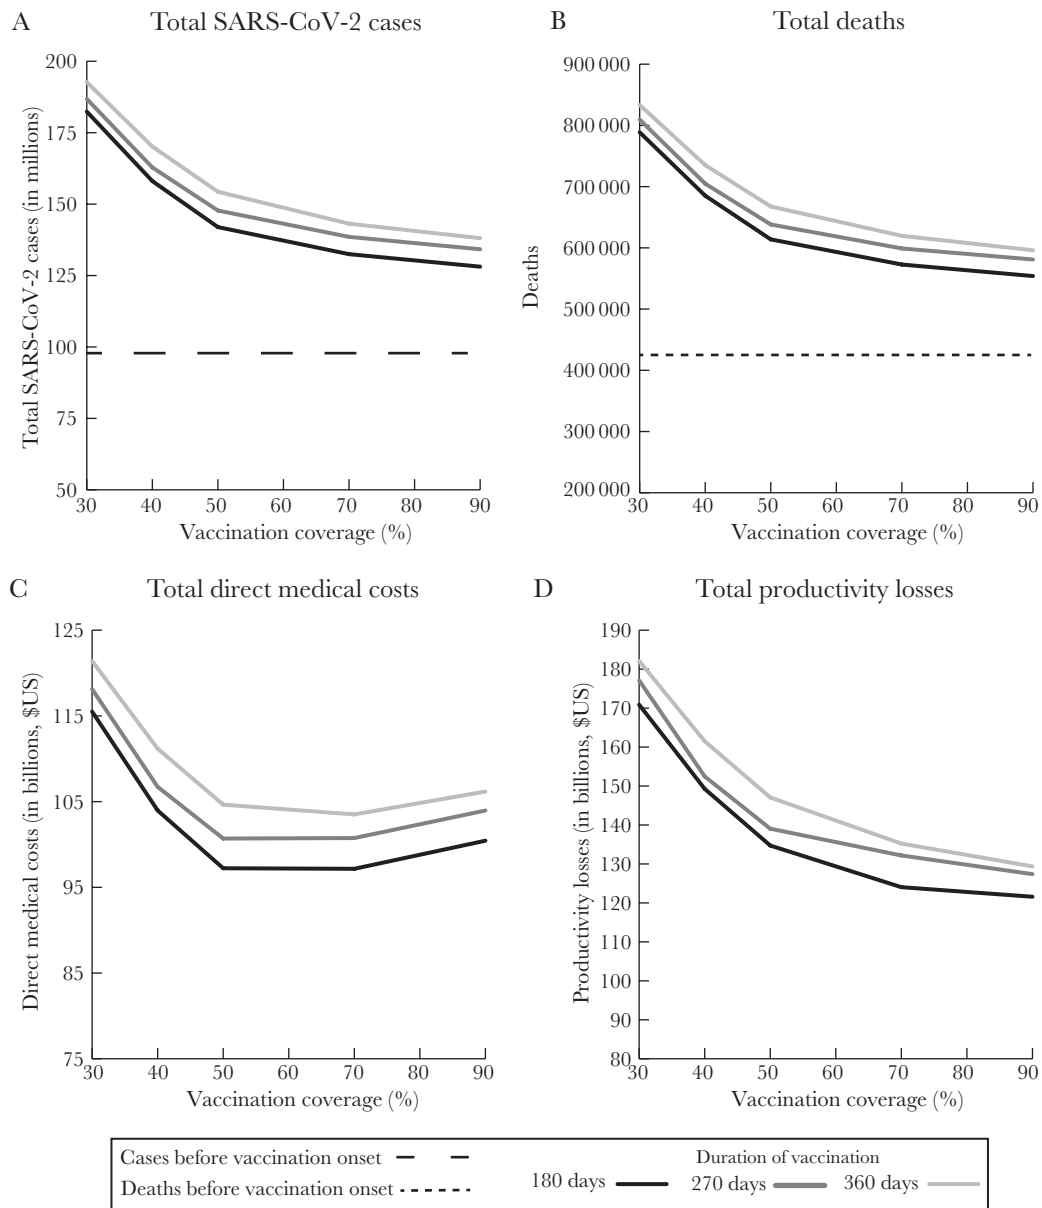 A Total SARS-CoV-2 cases
Total SARS-CoV-2 cases (in millions)
200
175
150
125
100
75
50
30 40 50 60 70 80 90
Vaccination coverage (%)
B Total deaths
Deaths
900 000
800 000
700 000
600 000
500 000
400 000
300 000
200 000
30 40 50 60 70 80 90
Vaccination coverage (%)
C Total direct medical costs
Direct medical costs (in billions, $US)
125
115
105
95
85
75
30 40 50 60 70 80 90
Vaccination coverage (%)
D Total productivity losses
Productivity losses (in billions, $US)
190
180
170
160
150
140
130
120
110
100
90
80
30 40 50 60 70 80 90
Vaccination coverage (%)
Cases before vaccination onset
Deaths before vaccination onset
Duration of vaccination
180 days 270 days 360 days